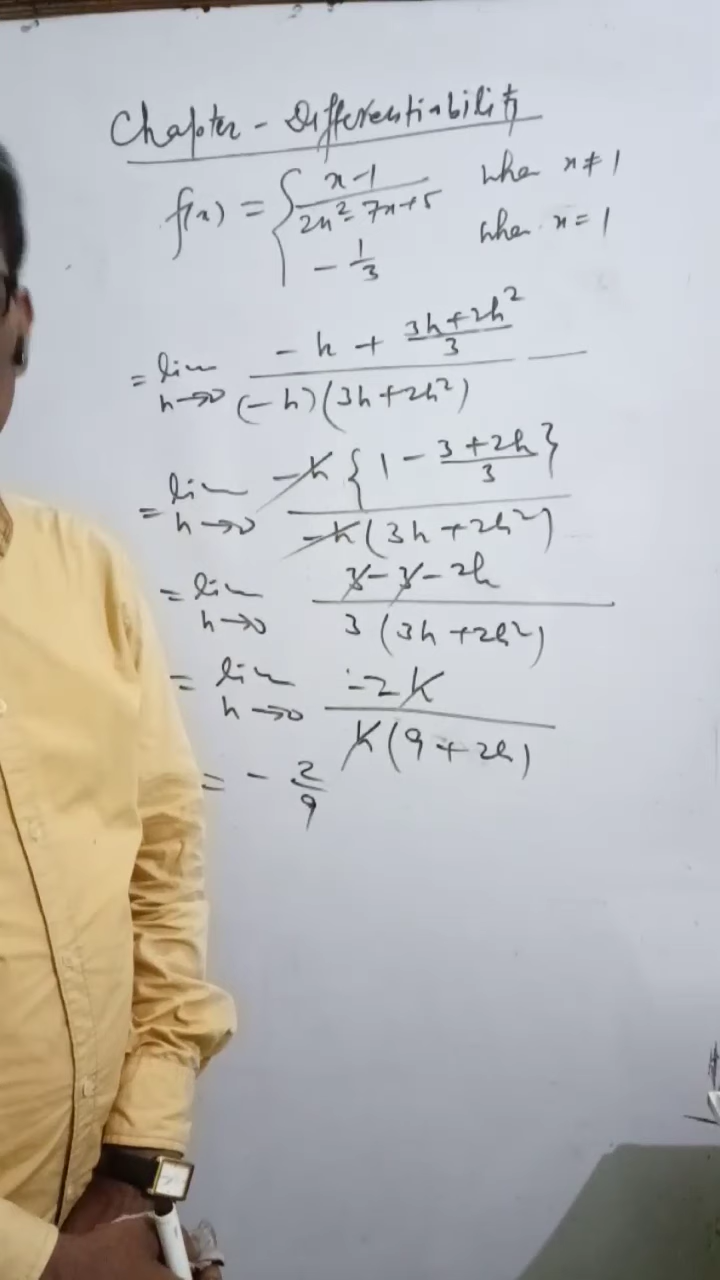 Chapter - Differentiability
f(x) = { x-1 / 2x² - 7x + 5 when x ≠ 1
- 1/3 when x = 1
= lim h→0 - h + (3h + 2h²)/3 / (-h)(3h + 2h²)
= lim h→0 -h { 1 - (3 + 2h)/3 } / -h (3h + 2h²)
= lim h→0 3 - 3 - 2h / 3 (3h + 2h²)
= lim h→0 -2h / h (9 + 2h)
= - 2/9